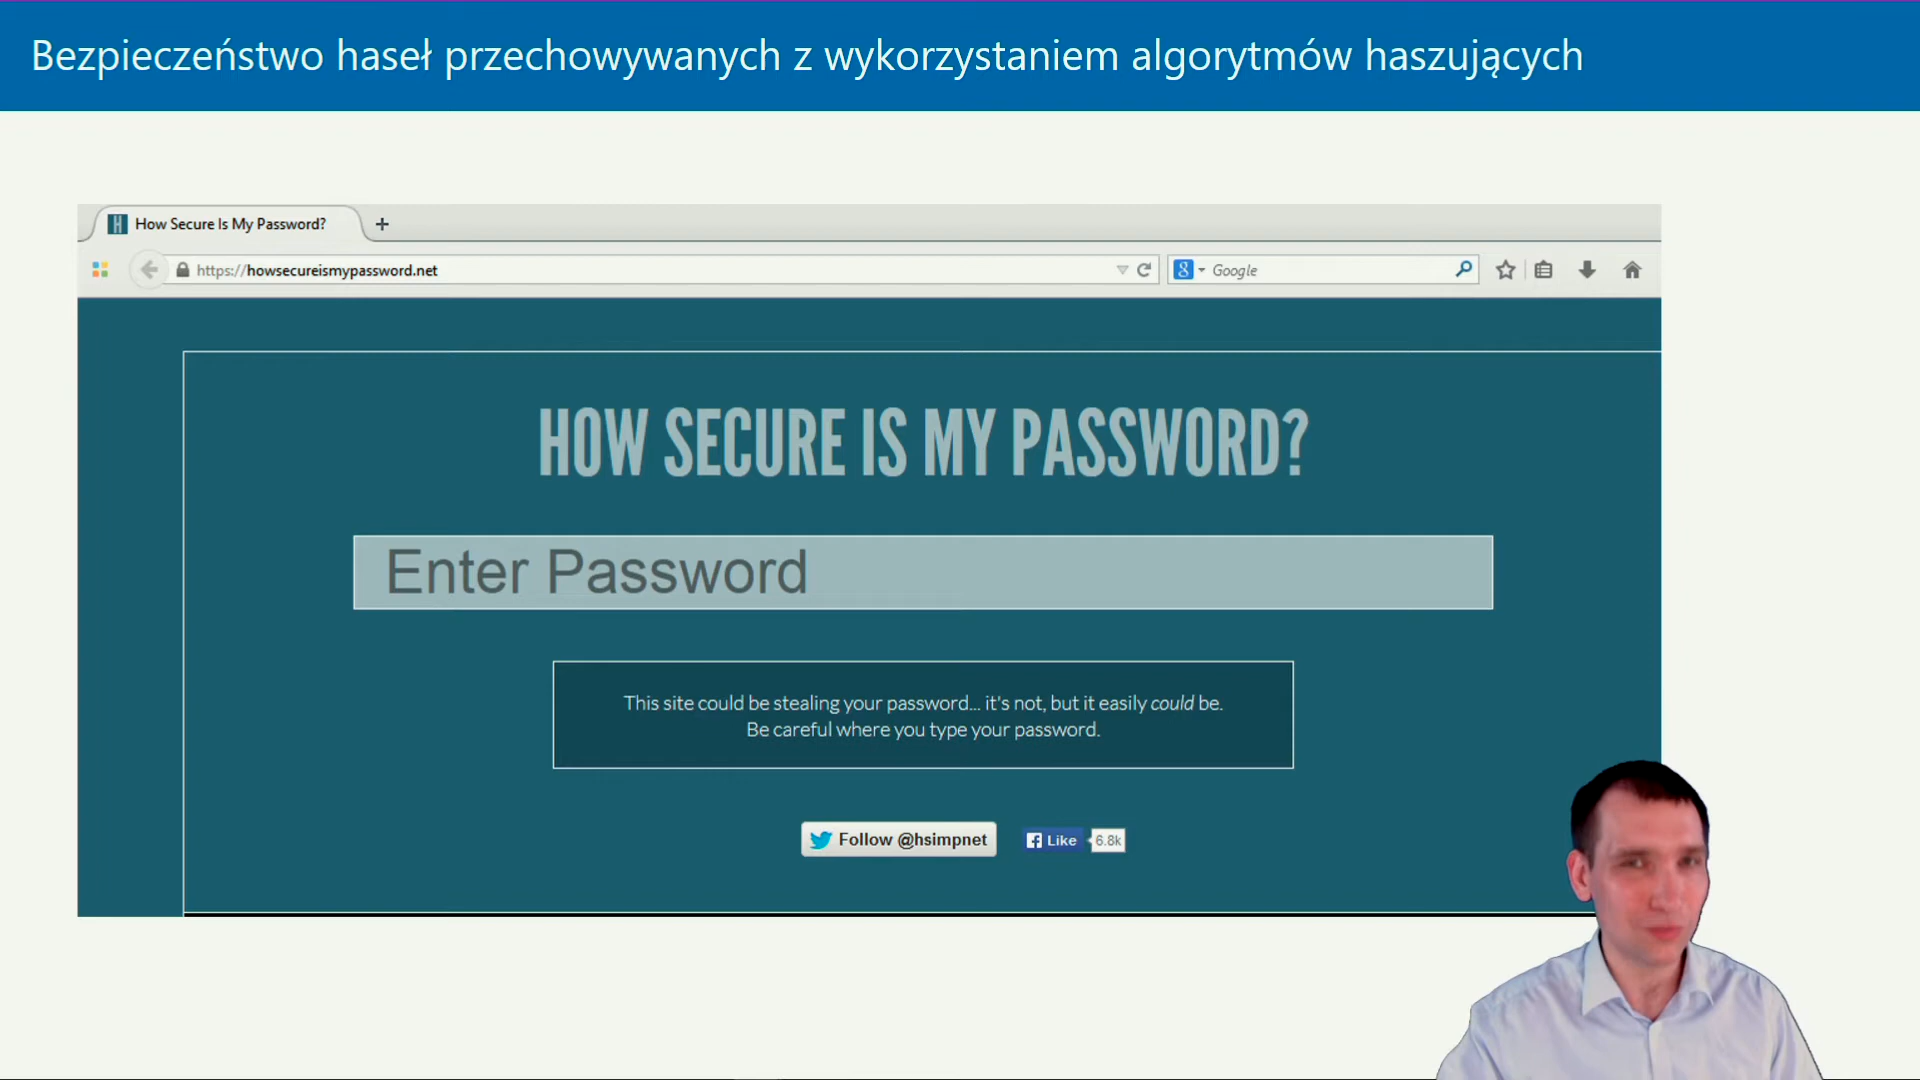 Bezpieczeństwo haseł przechowywanych z wykorzystaniem algorytmów haszujących
How Secure Is My Password?
https://howsecureismypassword.net
Google
HOW SECURE IS MY PASSWORD?
Enter Password
This site could be stealing your password... it's not, but it easily could be.
Be careful where you type your password.
Follow @hsimpnet
Like
6.8k